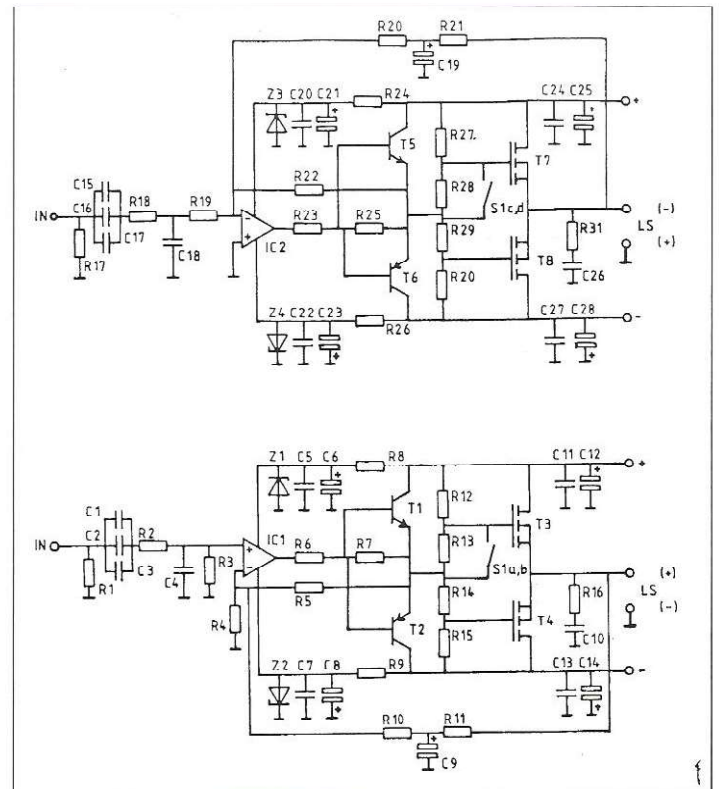 R20 R21
C19
Z3 C20 C21 R24 C24 C25 +
T5 R27 T7
C15 R22 R28
C16 R18 R19 S1c,d (-)
IN R23 R25 R31 LS
C17 IC2 R29 (+)
R17 C18 T6 T8 C26
R20
Z4 C22 C23 R26 C27 C28 -
Z1 C5 C6 R8 C11 C12 +
T1 R12 T3
C1 R13
IN C2 R2 IC1 R6 R7 S1u,b (+)
R1 C3 C4 R3 R5 R14 R16 LS
R4 T2 R15 T4 C10 (-)
Z2 C7 C8 R9 C13 C14 -
R10 R11
C9